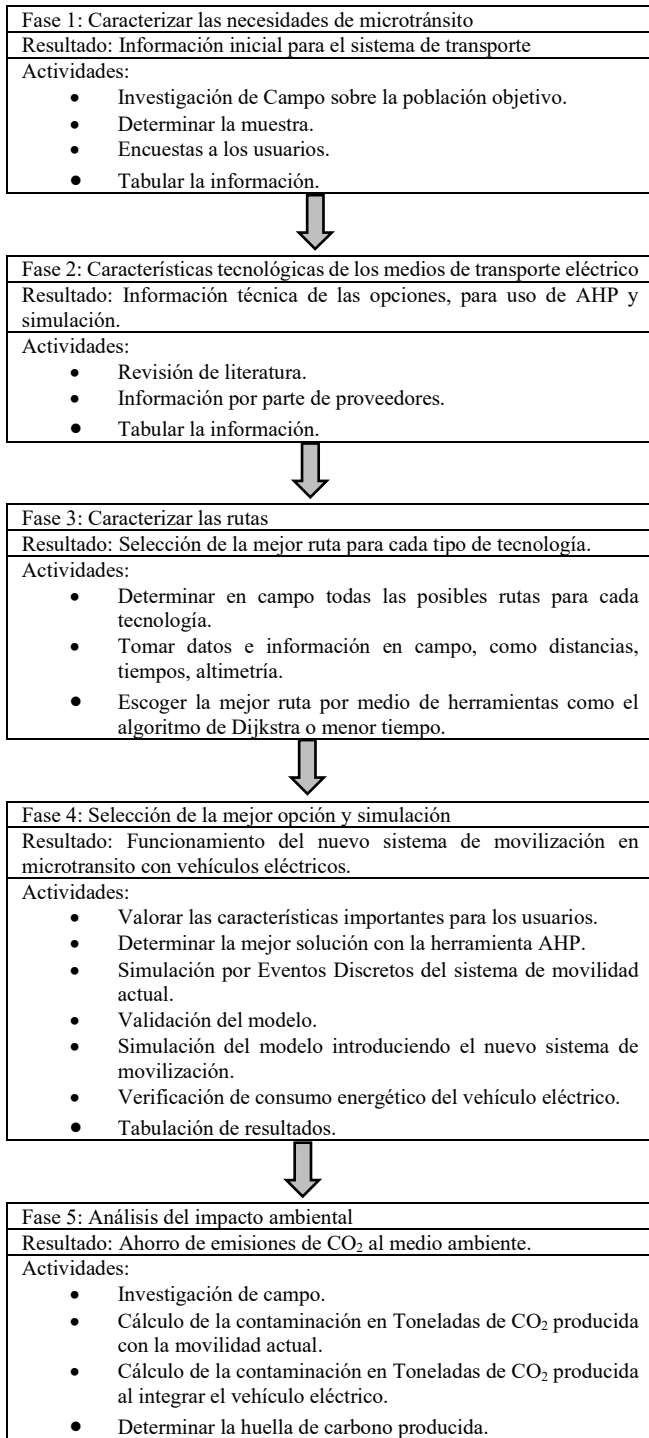 Fase 1: Caracterizar las necesidades de microtránsito
Resultado: Información inicial para el sistema de transporte
Actividades:
• Investigación de Campo sobre la población objetivo.
• Determinar la muestra.
• Encuestas a los usuarios.
• Tabular la información.
Fase 2: Características tecnológicas de los medios de transporte eléctrico
Resultado: Información técnica de las opciones, para uso de AHP y
simulación.
Actividades:
• Revisión de literatura.
• Información por parte de proveedores.
• Tabular la información.
Fase 3: Caracterizar las rutas
Resultado: Selección de la mejor ruta para cada tipo de tecnología.
Actividades:
• Determinar en campo todas las posibles rutas para cada
tecnología.
• Tomar datos e información en campo, como distancias,
tiempos, altimetría.
• Escoger la mejor ruta por medio de herramientas como el
algoritmo de Dijkstra o menor tiempo.
Fase 4: Selección de la mejor opción y simulación
Resultado: Funcionamiento del nuevo sistema de movilización en
microtransito con vehículos eléctricos.
Actividades:
• Valorar las características importantes para los usuarios.
• Determinar la mejor solución con la herramienta AHP.
• Simulación por Eventos Discretos del sistema de movilidad
actual.
• Validación del modelo.
• Simulación del modelo introduciendo el nuevo sistema de
movilización.
• Verificación de consumo energético del vehículo eléctrico.
• Tabulación de resultados.
Fase 5: Análisis del impacto ambiental
Resultado: Ahorro de emisiones de CO₂ al medio ambiente.
Actividades:
• Investigación de campo.
• Cálculo de la contaminación en Toneladas de CO₂ producida
con la movilidad actual.
• Cálculo de la contaminación en Toneladas de CO₂ producida
al integrar el vehículo eléctrico.
• Determinar la huella de carbono producida.